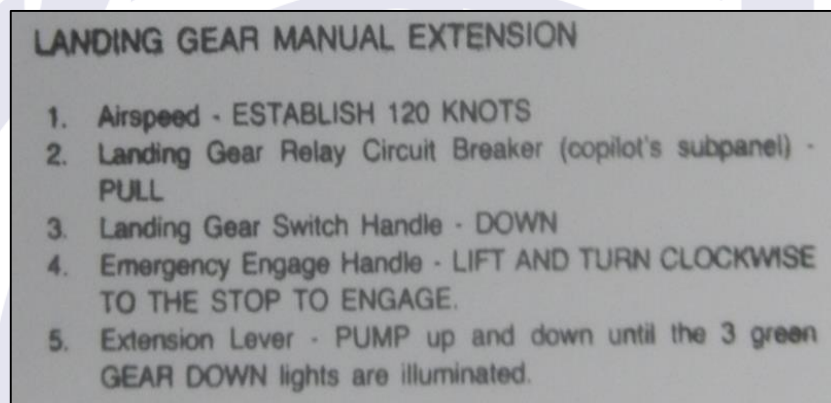 LANDING GEAR MANUAL EXTENSION
1. Airspeed - ESTABLISH 120 KNOTS
2. Landing Gear Relay Circuit Breaker (copilot's subpanel) -
PULL
3. Landing Gear Switch Handle - DOWN
4. Emergency Engage Handle - LIFT AND TURN CLOCKWISE
TO THE STOP TO ENGAGE.
5. Extension Lever - PUMP up and down until the 3 green
GEAR DOWN lights are illuminated.